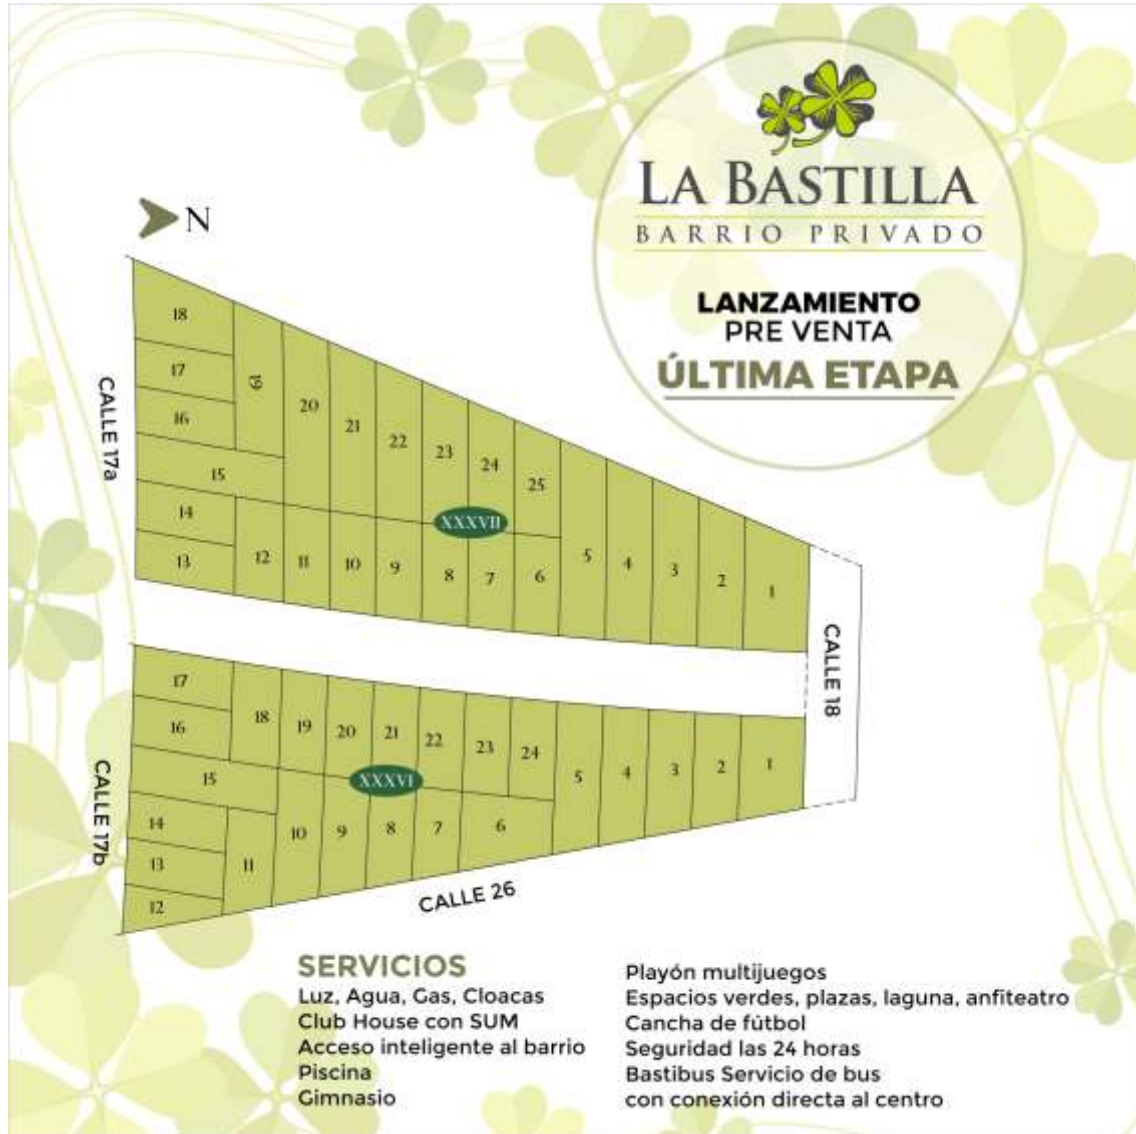 LA BASTILLA
BARRIO PRIVADO
LANZAMIENTO
PRE VENTA
ÚLTIMA ETAPA
N
CALLE 17a
18
17
16
15
14
13
19
20
21
22
23
24
25
XXXVII
12
11
10
9
8
7
6
5
4
3
2
1
CALLE 18
CALLE 17b
17
16
15
14
13
12
18
19
20
21
22
23
24
XXXVI
11
10
9
8
7
6
5
4
3
2
1
CALLE 26
SERVICIOS
Luz, Agua, Gas, Cloacas
Club House con SUM
Acceso inteligente al barrio
Piscina
Gimnasio
Playón multijuegos
Espacios verdes, plazas, laguna, anfiteatro
Cancha de fútbol
Seguridad las 24 horas
Bastibus Servicio de bus
con conexión directa al centro